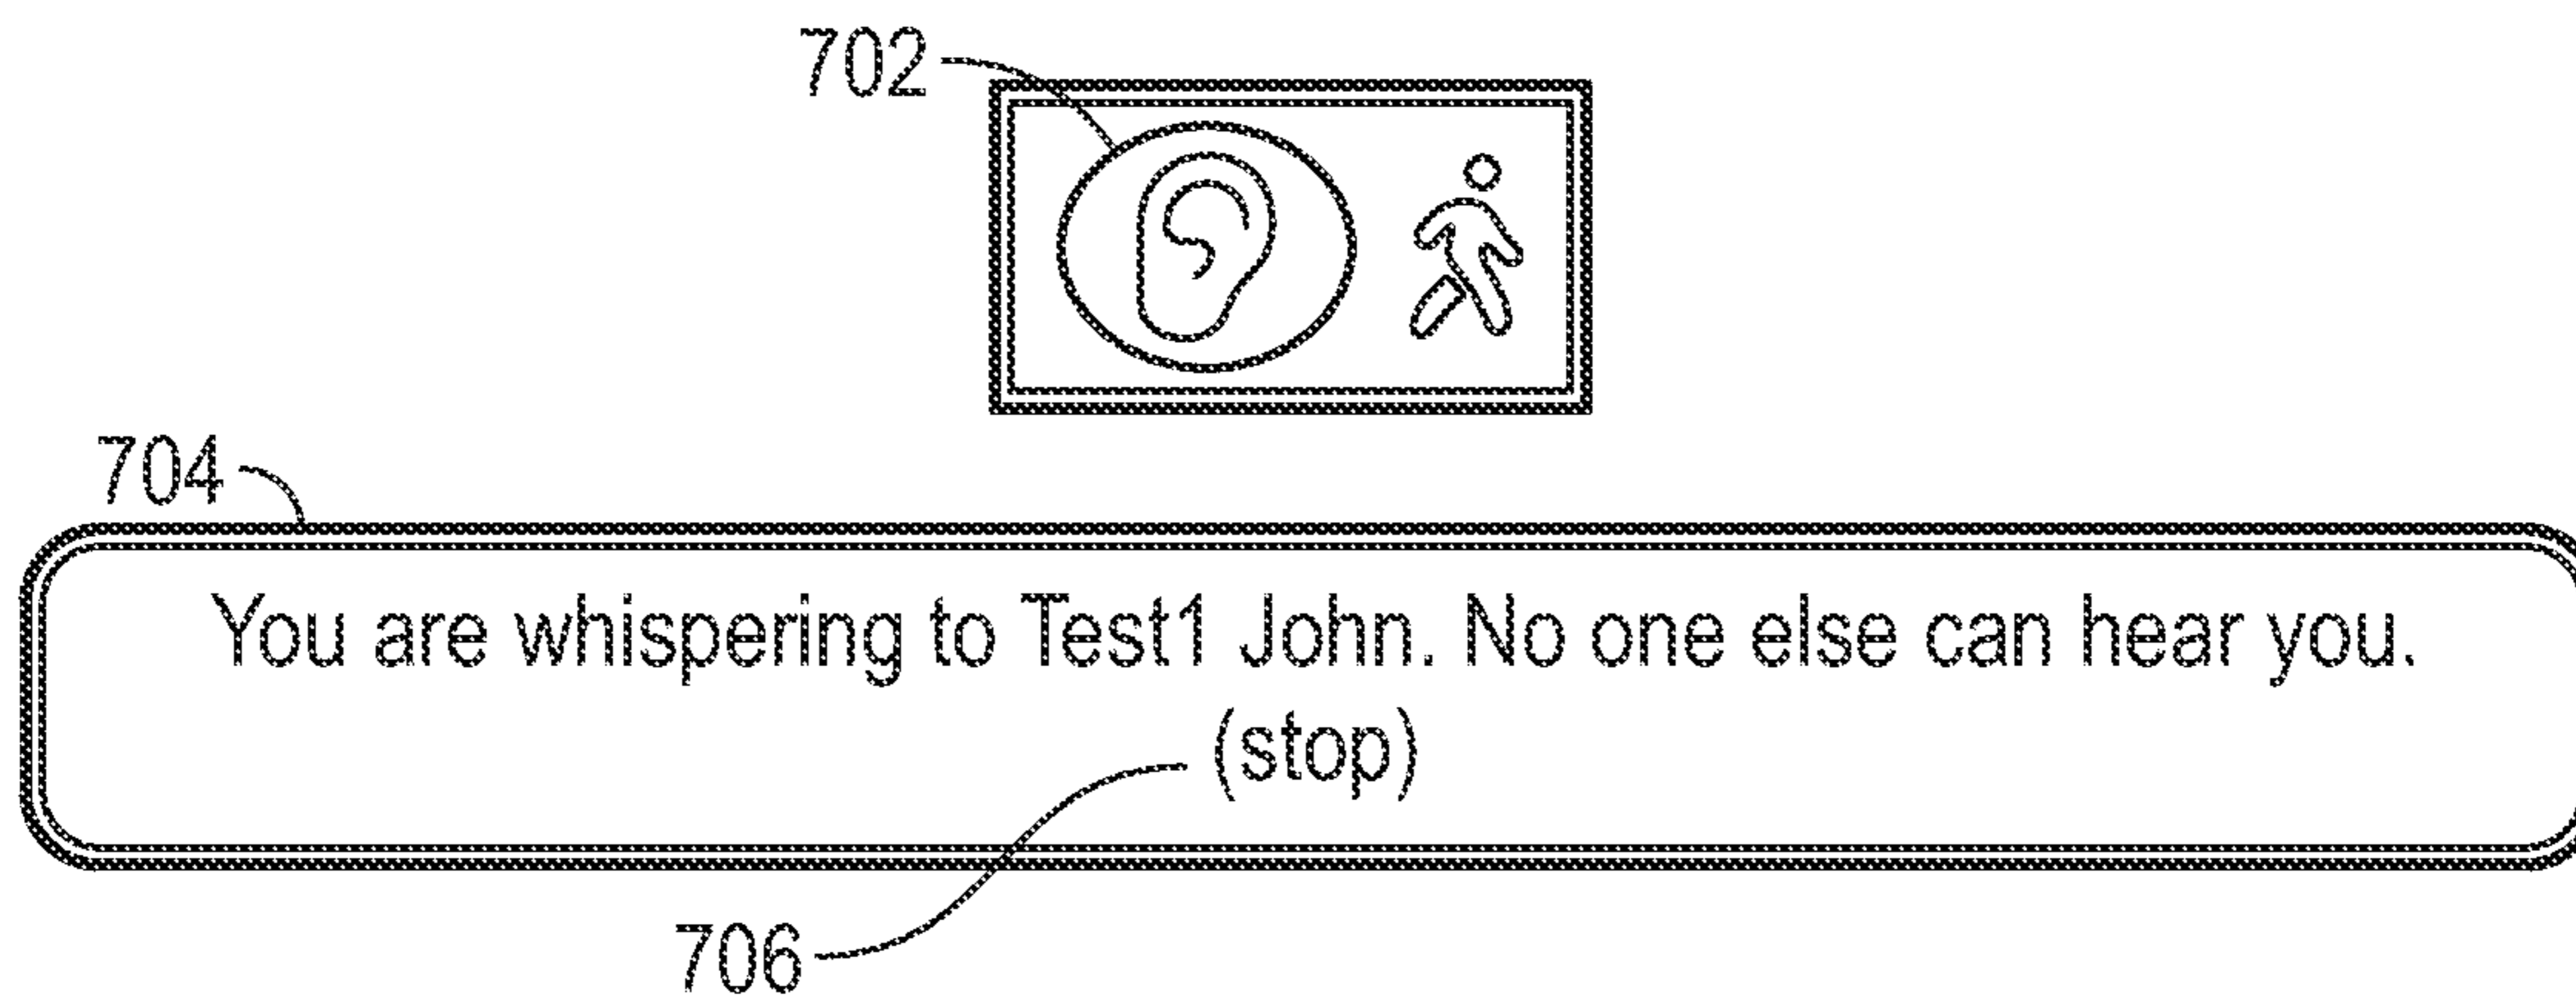 702
704
You are whispering to Test1 John. No one else can hear you.
(stop)
706